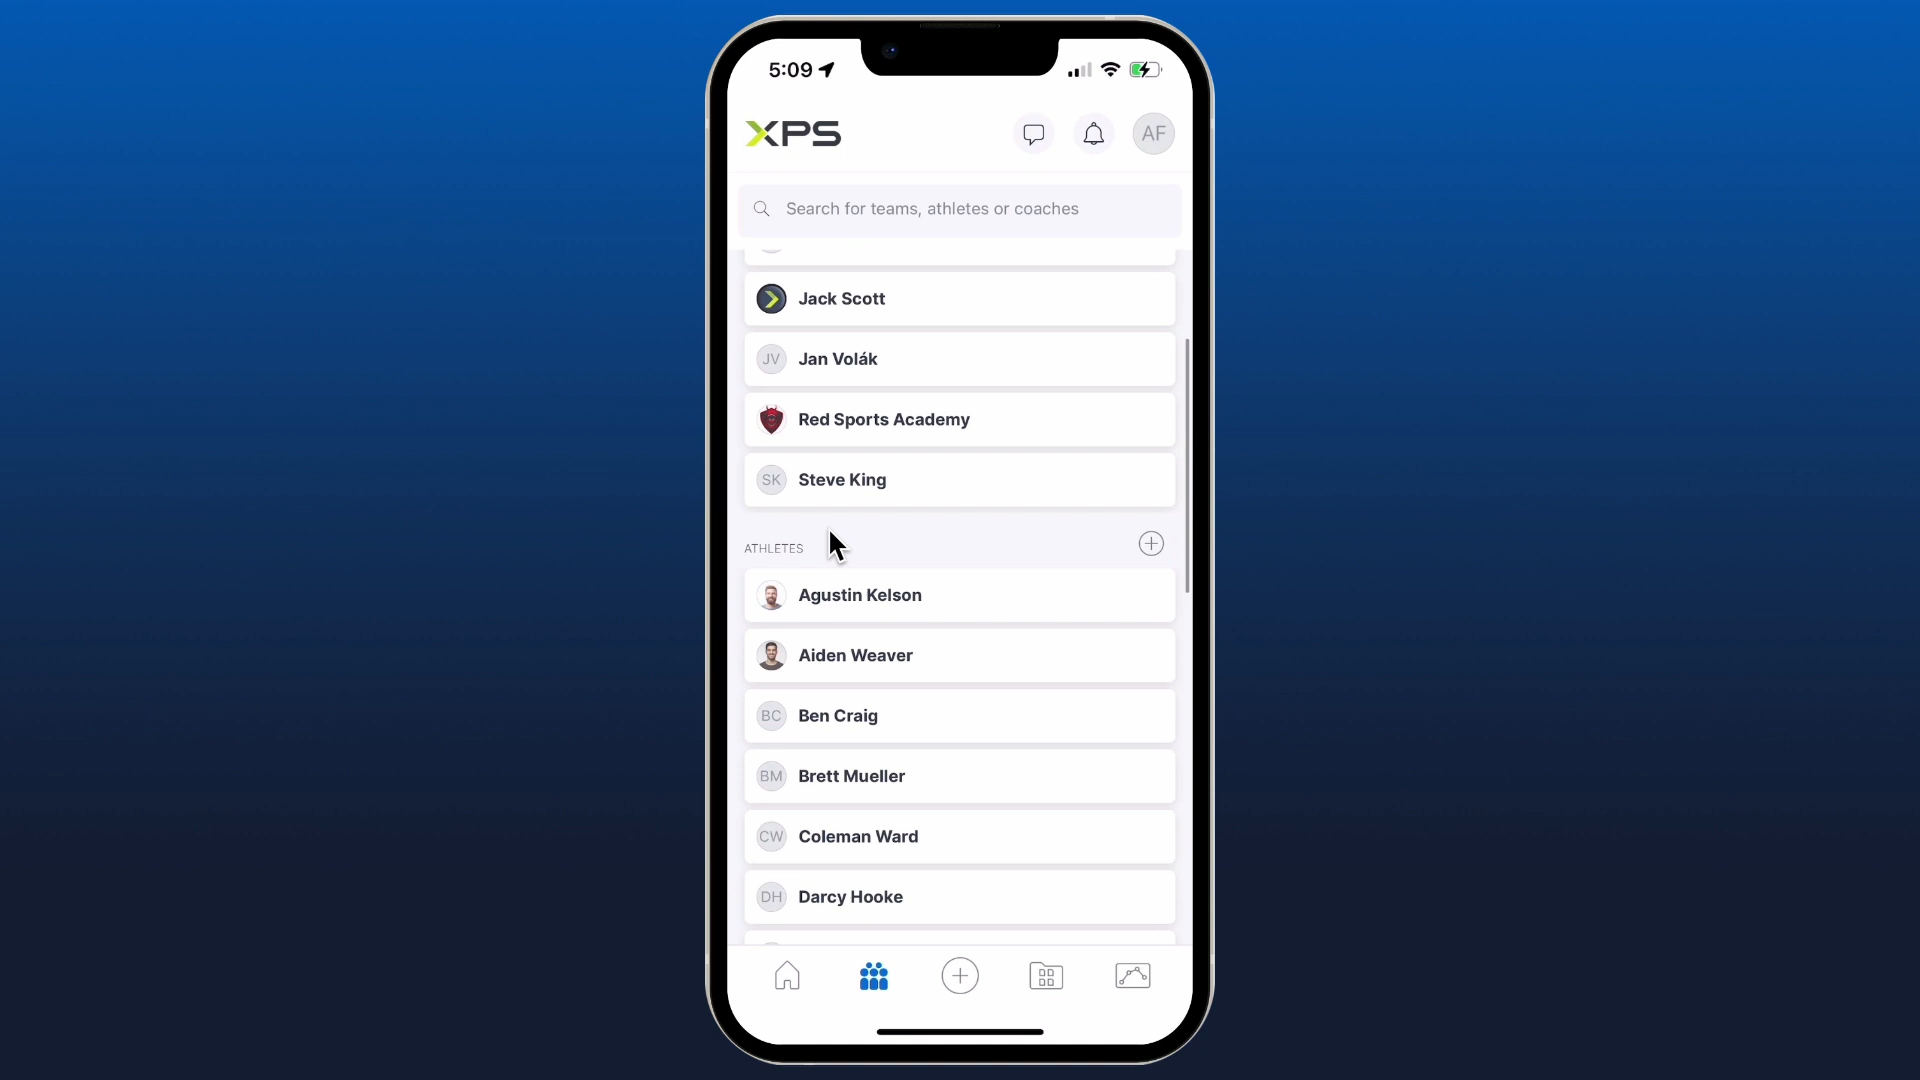 5:09
XPS
AF
Search for teams, athletes or coaches
Jack Scott
JV Jan Volák
Red Sports Academy
SK Steve King
ATHLETES
Agustin Kelson
Aiden Weaver
BC Ben Craig
BM Brett Mueller
CW Coleman Ward
DH Darcy Hooke